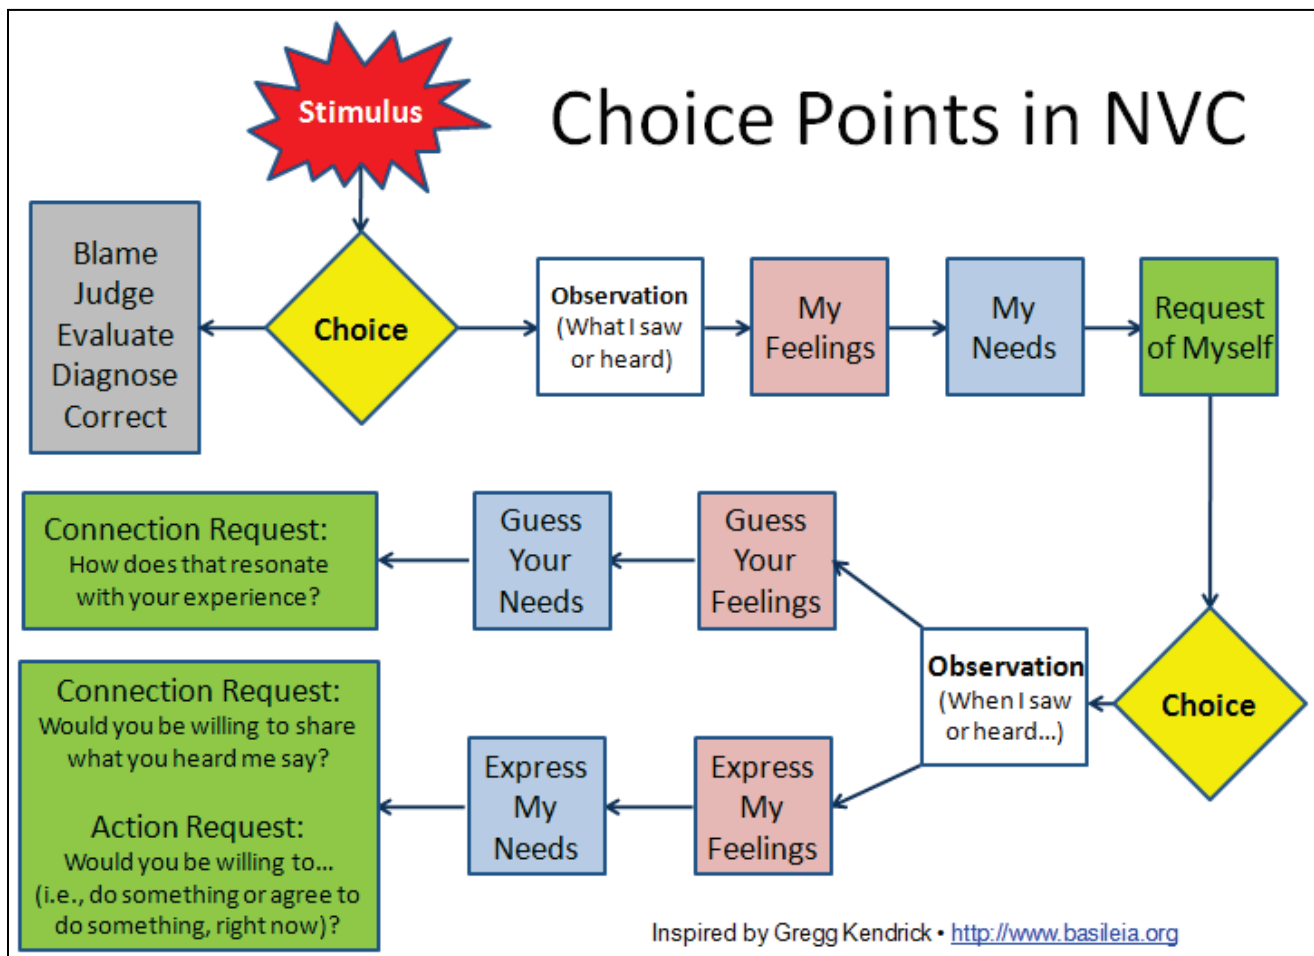 Stimulus
Choice Points in NVC
Blame
Judge
Evaluate
Diagnose
Correct
Choice
Observation
(What I saw
or heard)
My
Feelings
My
Needs
Request
of Myself
Connection Request:
How does that resonate
with your experience?
Guess
Your
Needs
Guess
Your
Feelings
Observation
(When I saw
or heard...)
Choice
Connection Request:
Would you be willing to share
what you heard me say?
Action Request:
Would you be willing to...
(i.e., do something or agree to
do something, right now)?
Express
My
Needs
Express
My
Feelings
Inspired by Gregg Kendrick • http://www.basileia.org